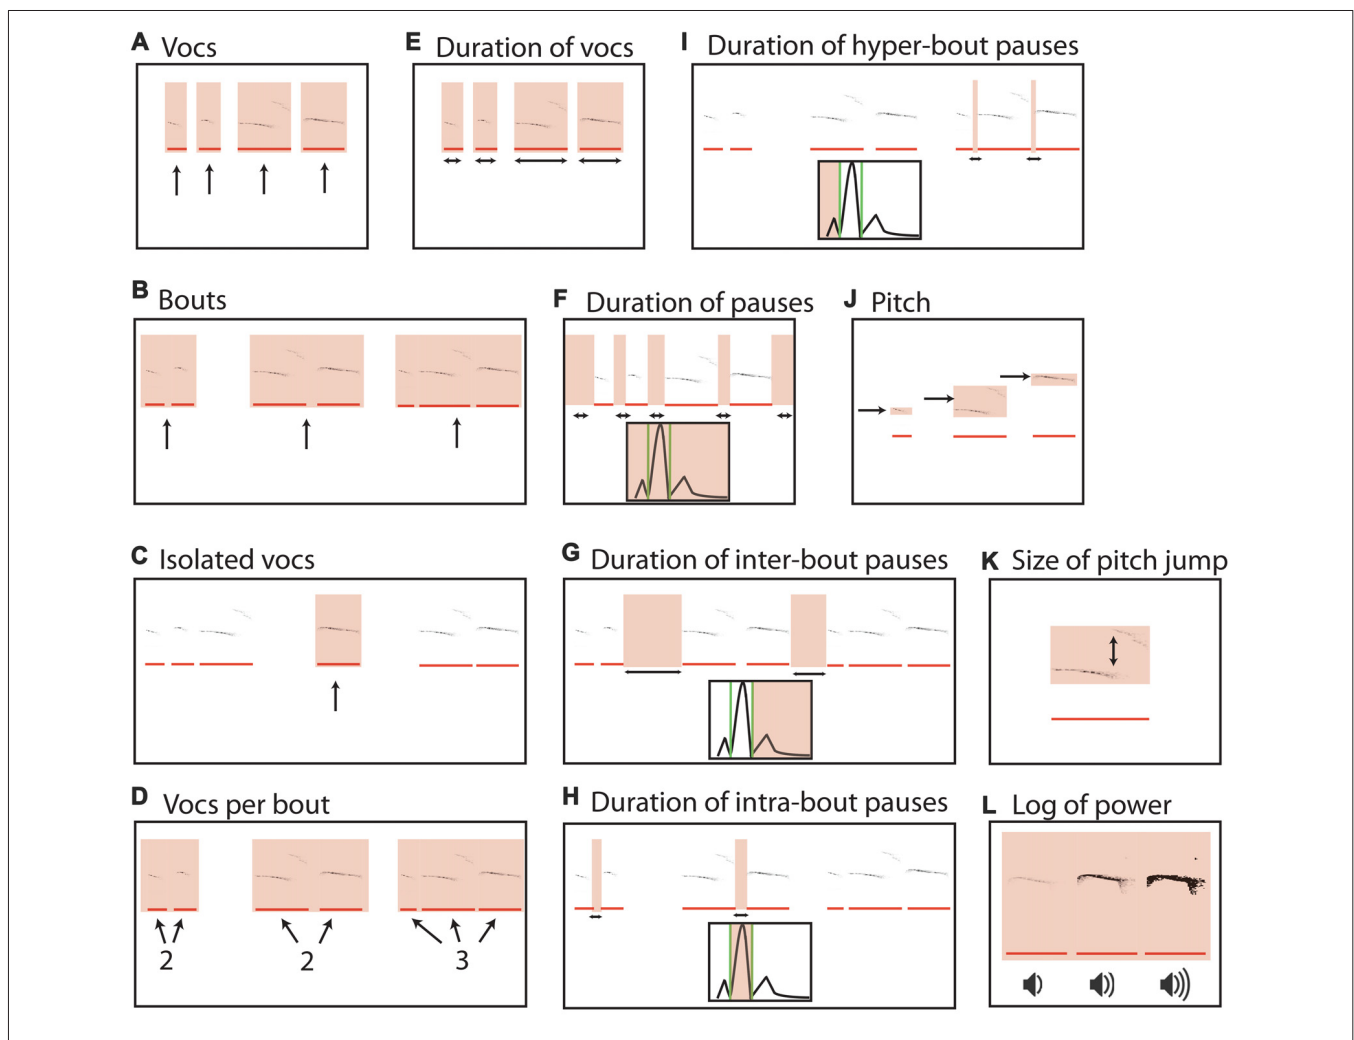 A Vocs
E Duration of vocs
I Duration of hyper-bout pauses
B Bouts
F Duration of pauses
J Pitch
C Isolated vocs
G Duration of inter-bout pauses
K Size of pitch jump
D Vocs per bout
2 2 3
H Duration of intra-bout pauses
L Log of power